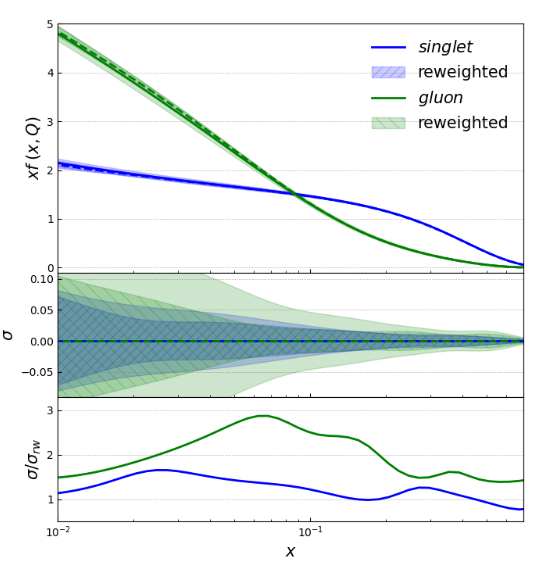 5
4
3
2
1
0
xf (x, Q)
singlet
reweighted
gluon
reweighted
0.10
0.05
0.00
−0.05
σ
3
2
1
σ/σrw
10−2
10−1
x